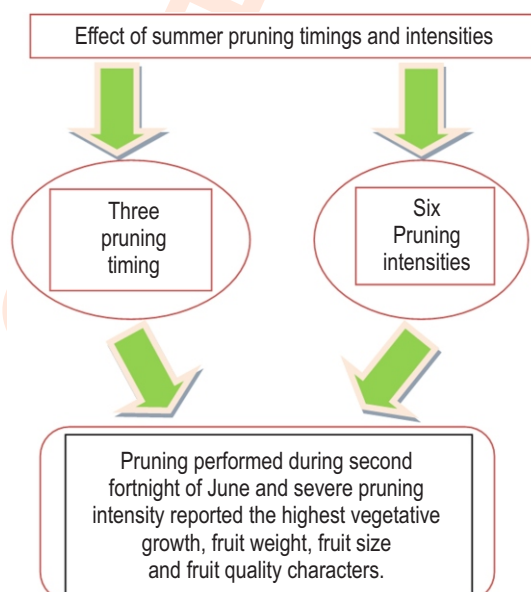 Effect of summer pruning timings and intensities
Three
pruning
timing
Six
Pruning
intensities
Pruning performed during second
fortnight of June and severe pruning
intensity reported the highest vegetative
growth, fruit weight, fruit size
and fruit quality characters.